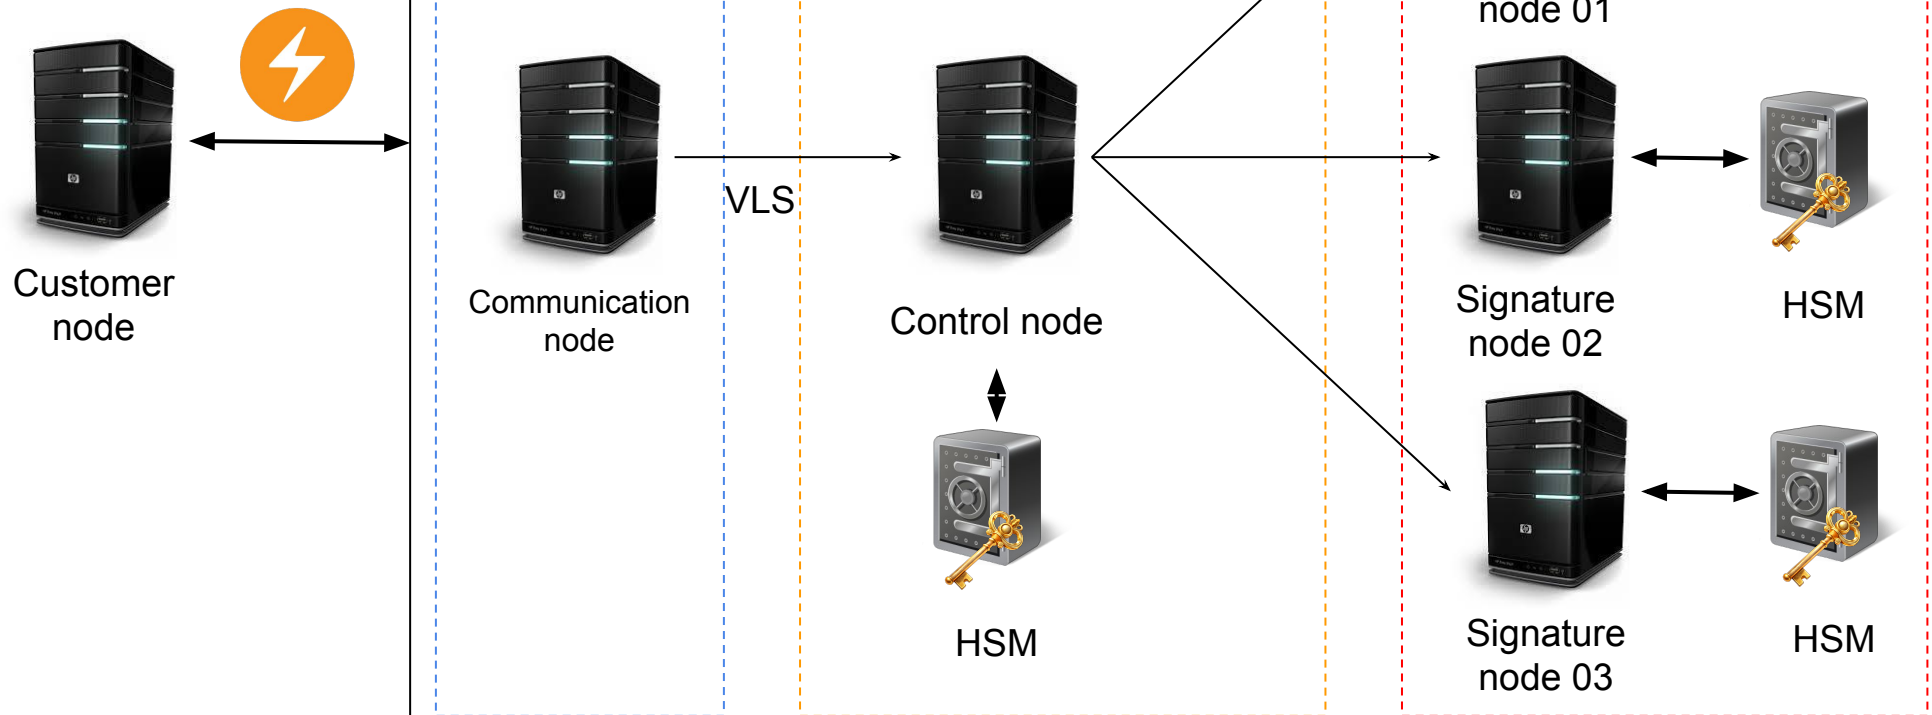 node 01
Customer
node
Communication
node
VLS
Control node
HSM
Signature
node 02
HSM
Signature
node 03
HSM